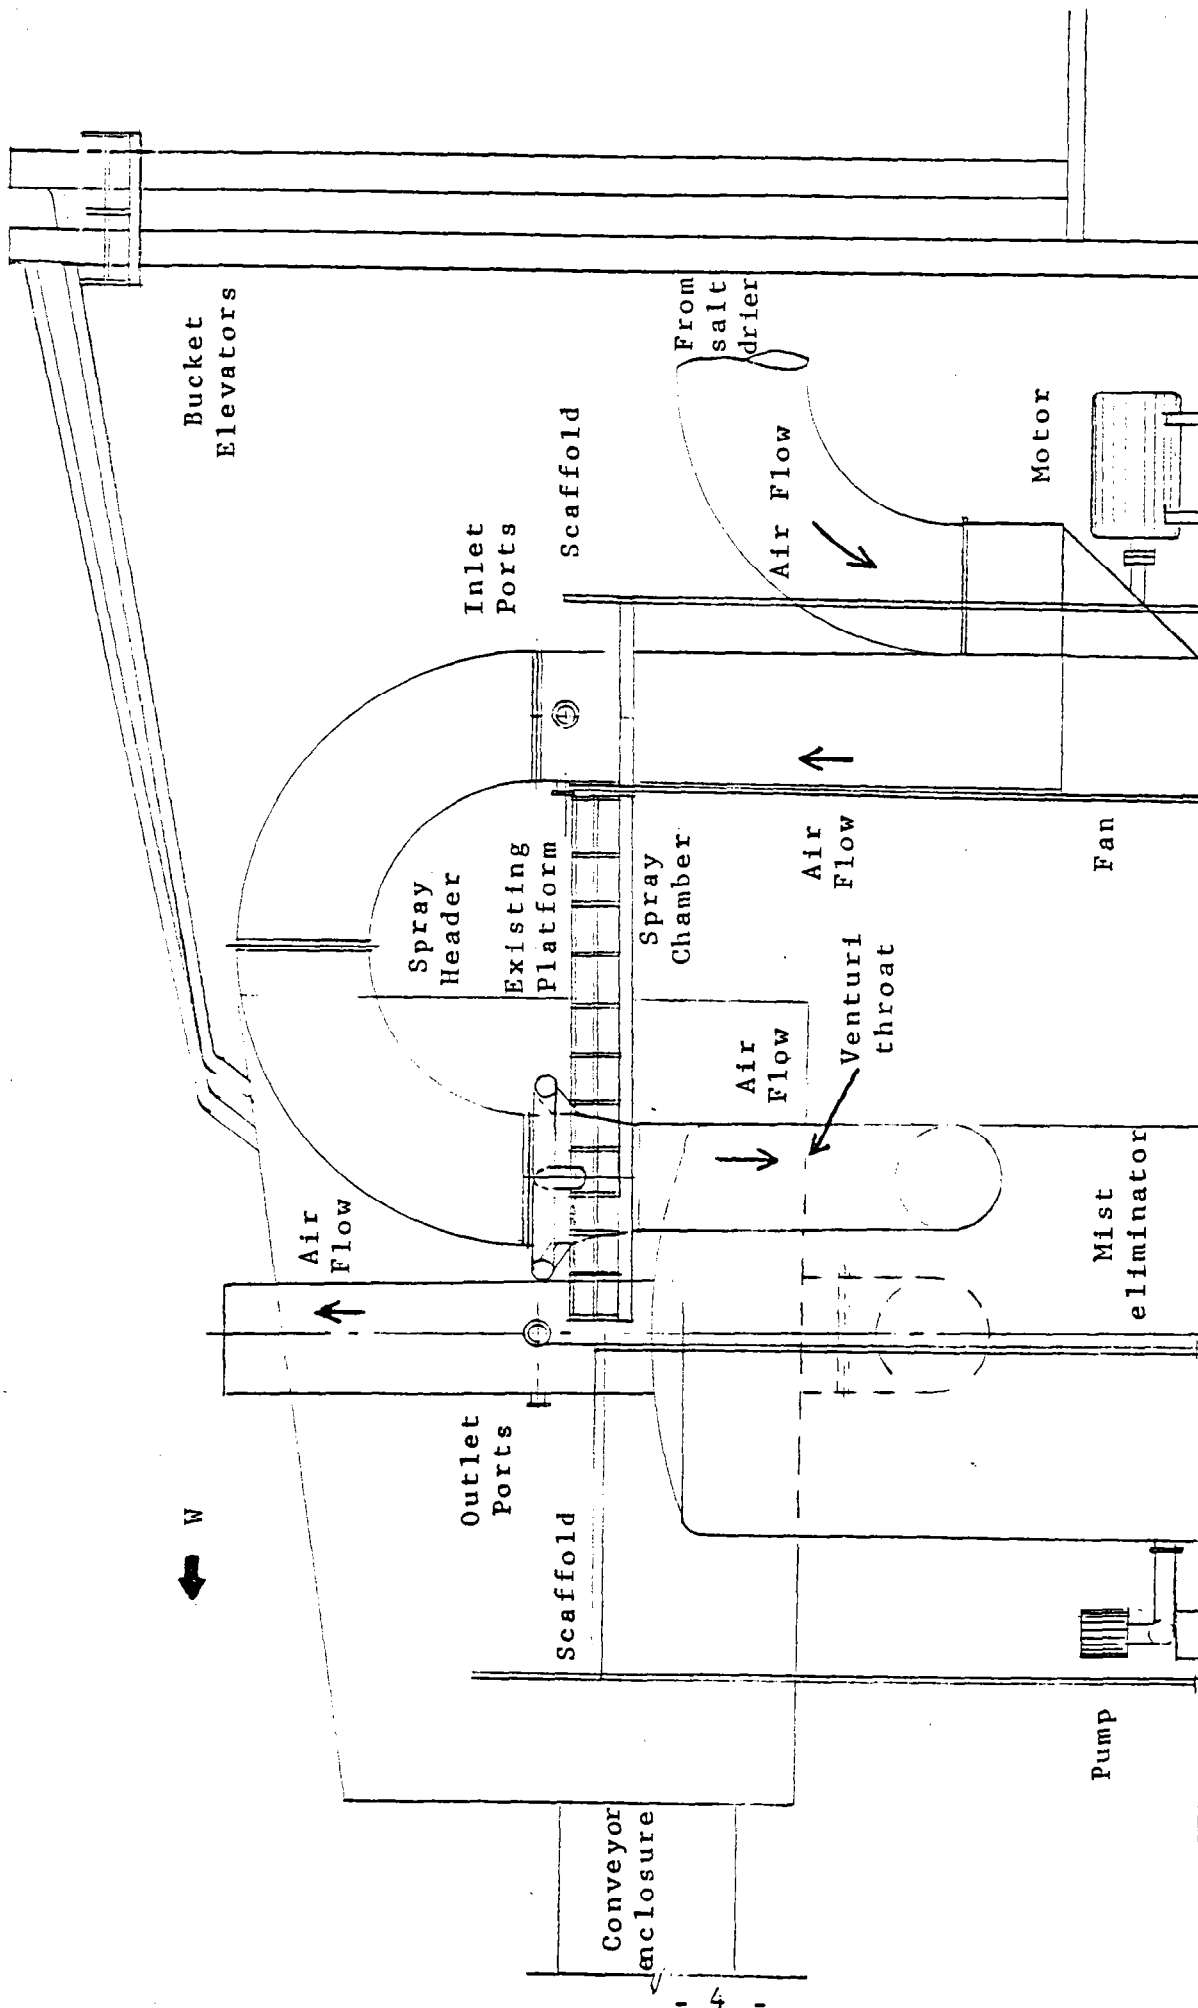 Bucket
Elevators
From
salt
drier
Scaffold
Inlet
Ports
Air Flow
Motor
Spray
Header
Existing
Platform
Spray
Chamber
Air
Flow
Fan
Venturi
throat
Air
Flow
Air
Flow
Mist
eliminator
W
Outlet
Ports
Scaffold
Pump
Conveyor
enclosure
- 4 -